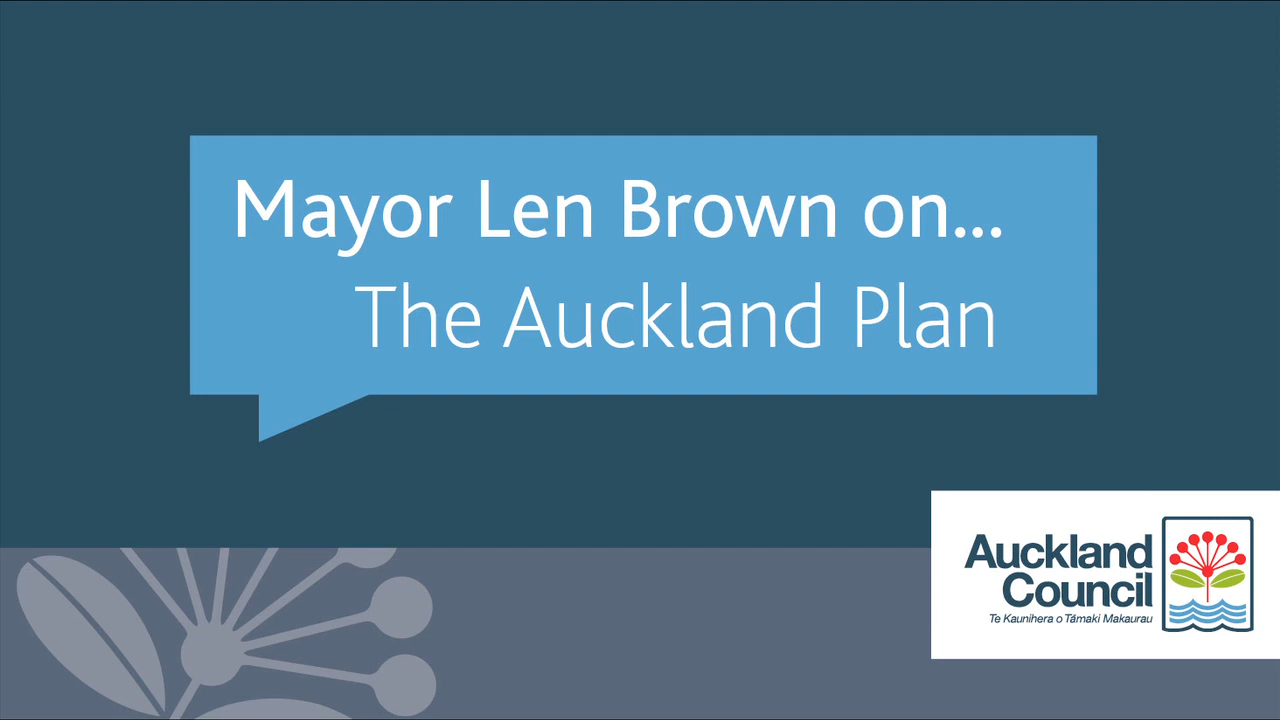 Mayor Len Brown on...
The Auckland Plan
Auckland
Council
Te Kaunihera o Tāmaki Makaurau